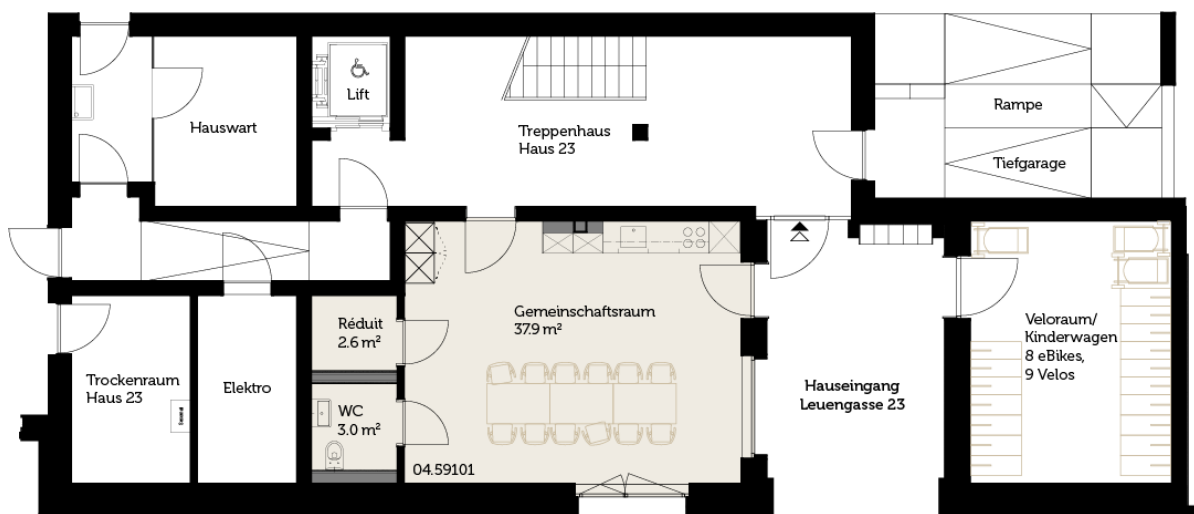 Hauswart
Lift
Treppenhaus
Haus 23
Rampe
Tiefgarage
Gemeinschaftsraum
37.9 m²
Réduit
2.6 m²
Veloraum/
Kinderwagen
8 eBikes,
9 Velos
Trockenraum
Haus 23
Elektro
Hauseingang
Leuengasse 23
WC
3.0 m²
04.59101